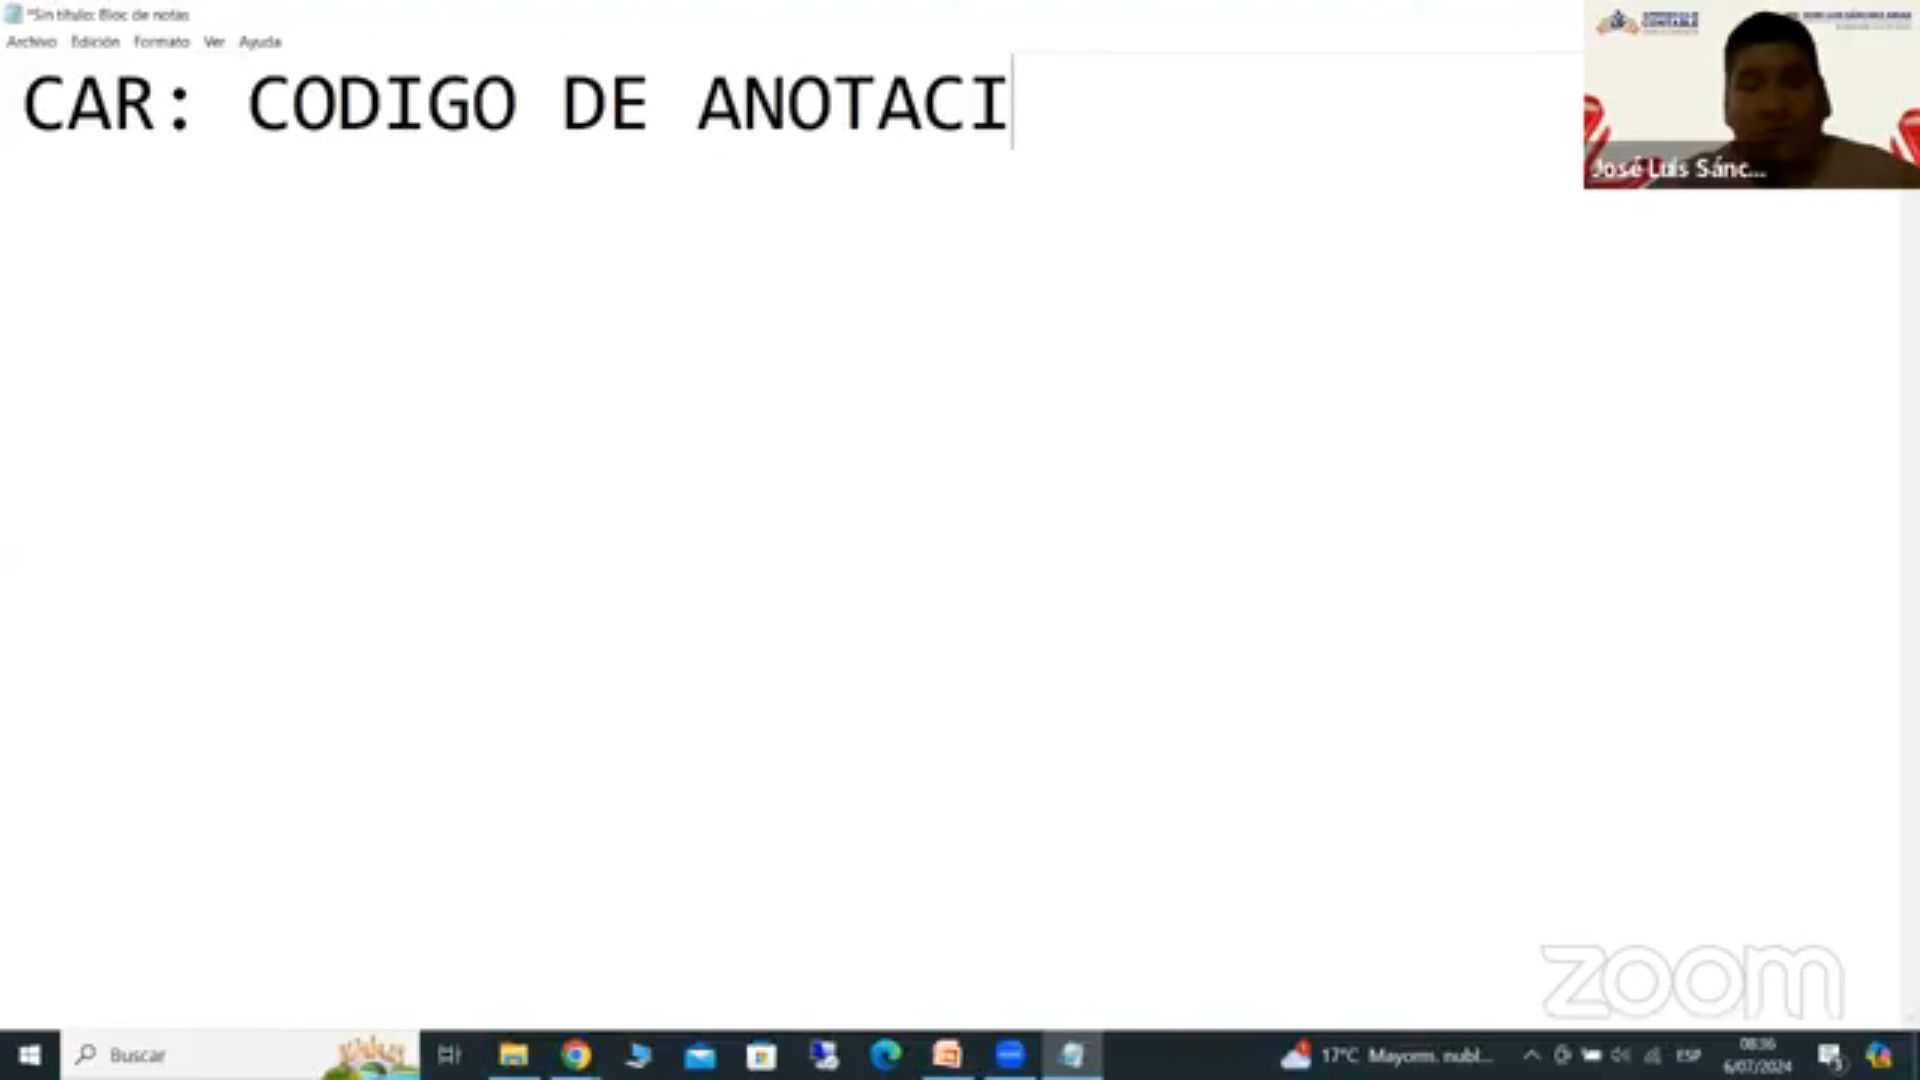 *Sin título: Bloc de notas
Archivo Edición Formato Ver Ayuda
CAR: CODIGO DE ANOTACI
CONTABLE
José Luis Sánc...
zoom
Buscar
17°C Mayorm. nubl...
ESP
08:36
6/07/2024